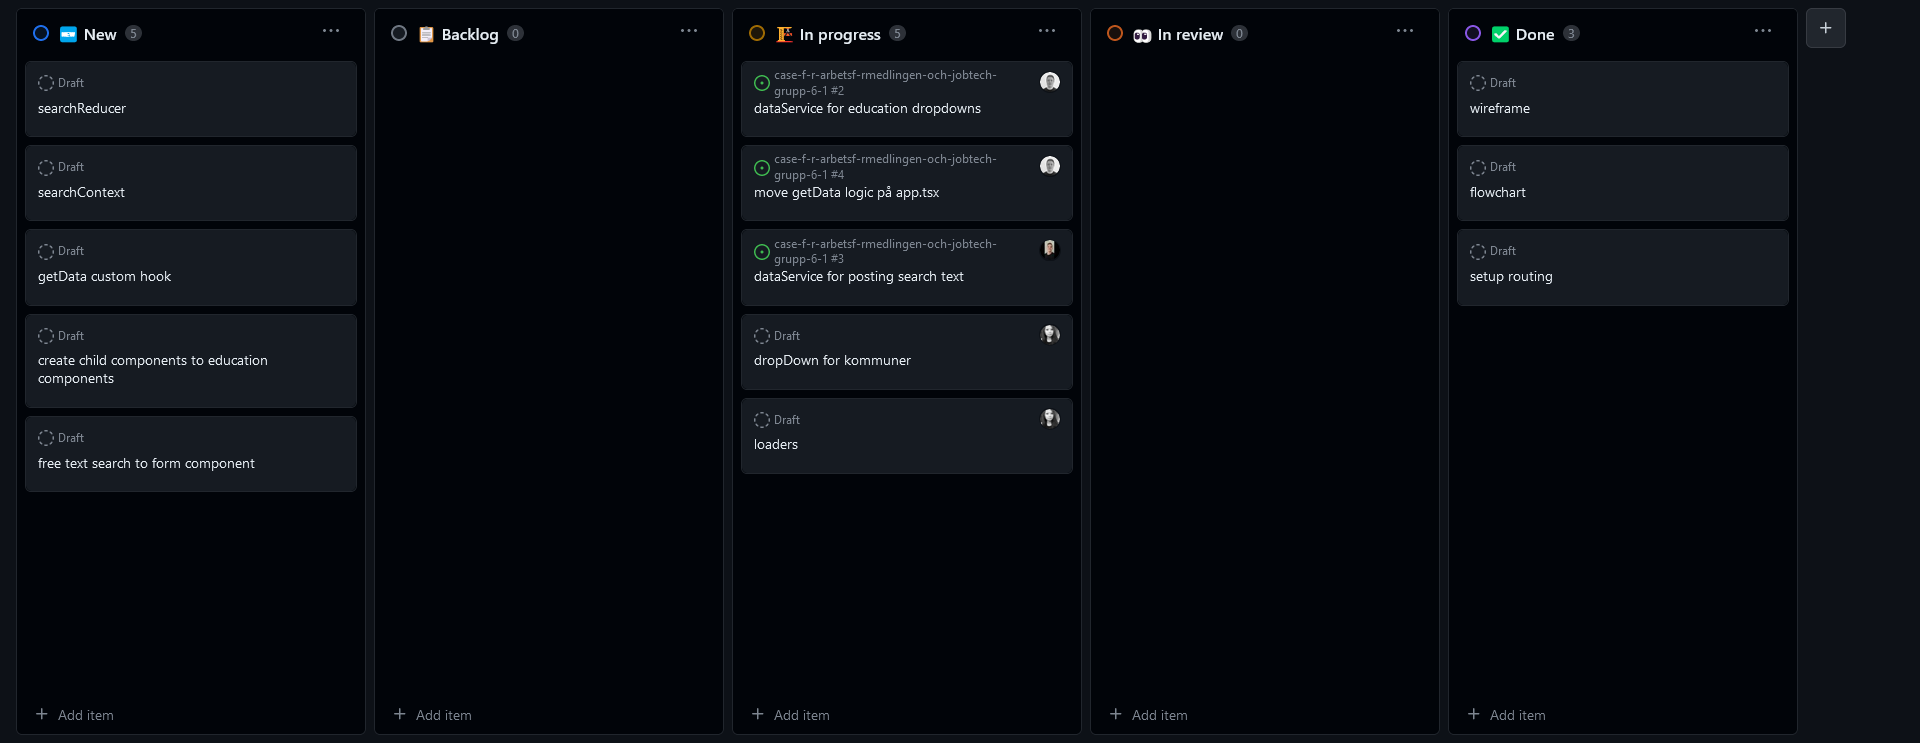 New 5
Draft
searchReducer
Draft
searchContext
Draft
getData custom hook
Draft
create child components to education
components
Draft
free text search to form component
+ Add item
Backlog 0
+ Add item
In progress 5
case-f-r-arbetsf-rmedlingen-och-jobtech-
grupp-6-1 #2
dataService for education dropdowns
case-f-r-arbetsf-rmedlingen-och-jobtech-
grupp-6-1 #4
move getData logic på app.tsx
case-f-r-arbetsf-rmedlingen-och-jobtech-
grupp-6-1 #3
dataService for posting search text
Draft
dropDown for kommuner
Draft
loaders
+ Add item
In review 0
+ Add item
Done 3
Draft
wireframe
Draft
flowchart
Draft
setup routing
+ Add item
+